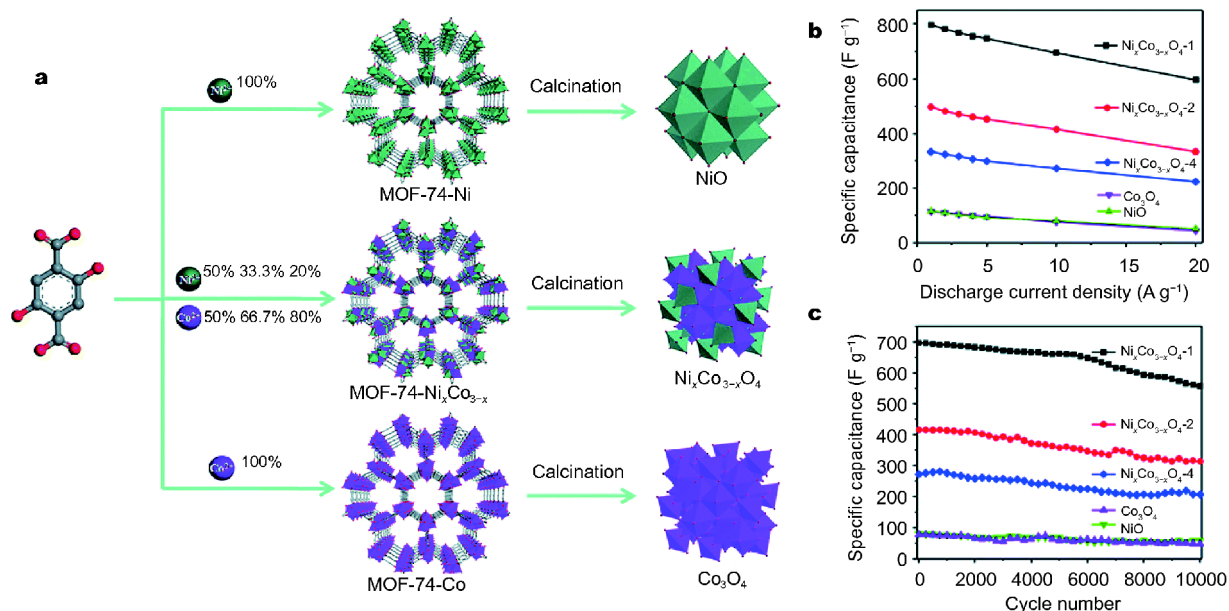 a
Ni²⁺ 100%
Calcination
MOF-74-Ni
NiO
Ni²⁺ 50% 33.3% 20%
Co²⁺ 50% 66.7% 80%
Calcination
MOF-74-NiₓCo₃₋ₓ
NiₓCo₃₋ₓO₄
Co²⁺ 100%
Calcination
MOF-74-Co
Co₃O₄
b
Specific capacitance (F g⁻¹)
800
600
400
200
0
NiₓCo₃₋ₓO₄-1
NiₓCo₃₋ₓO₄-2
NiₓCo₃₋ₓO₄-4
Co₃O₄
NiO
0 5 10 15 20
Discharge current density (A g⁻¹)
c
Specific capacitance (F g⁻¹)
700
600
500
400
300
200
100
0
NiₓCo₃₋ₓO₄-1
NiₓCo₃₋ₓO₄-2
NiₓCo₃₋ₓO₄-4
Co₃O₄
NiO
0 2000 4000 6000 8000 10000
Cycle number